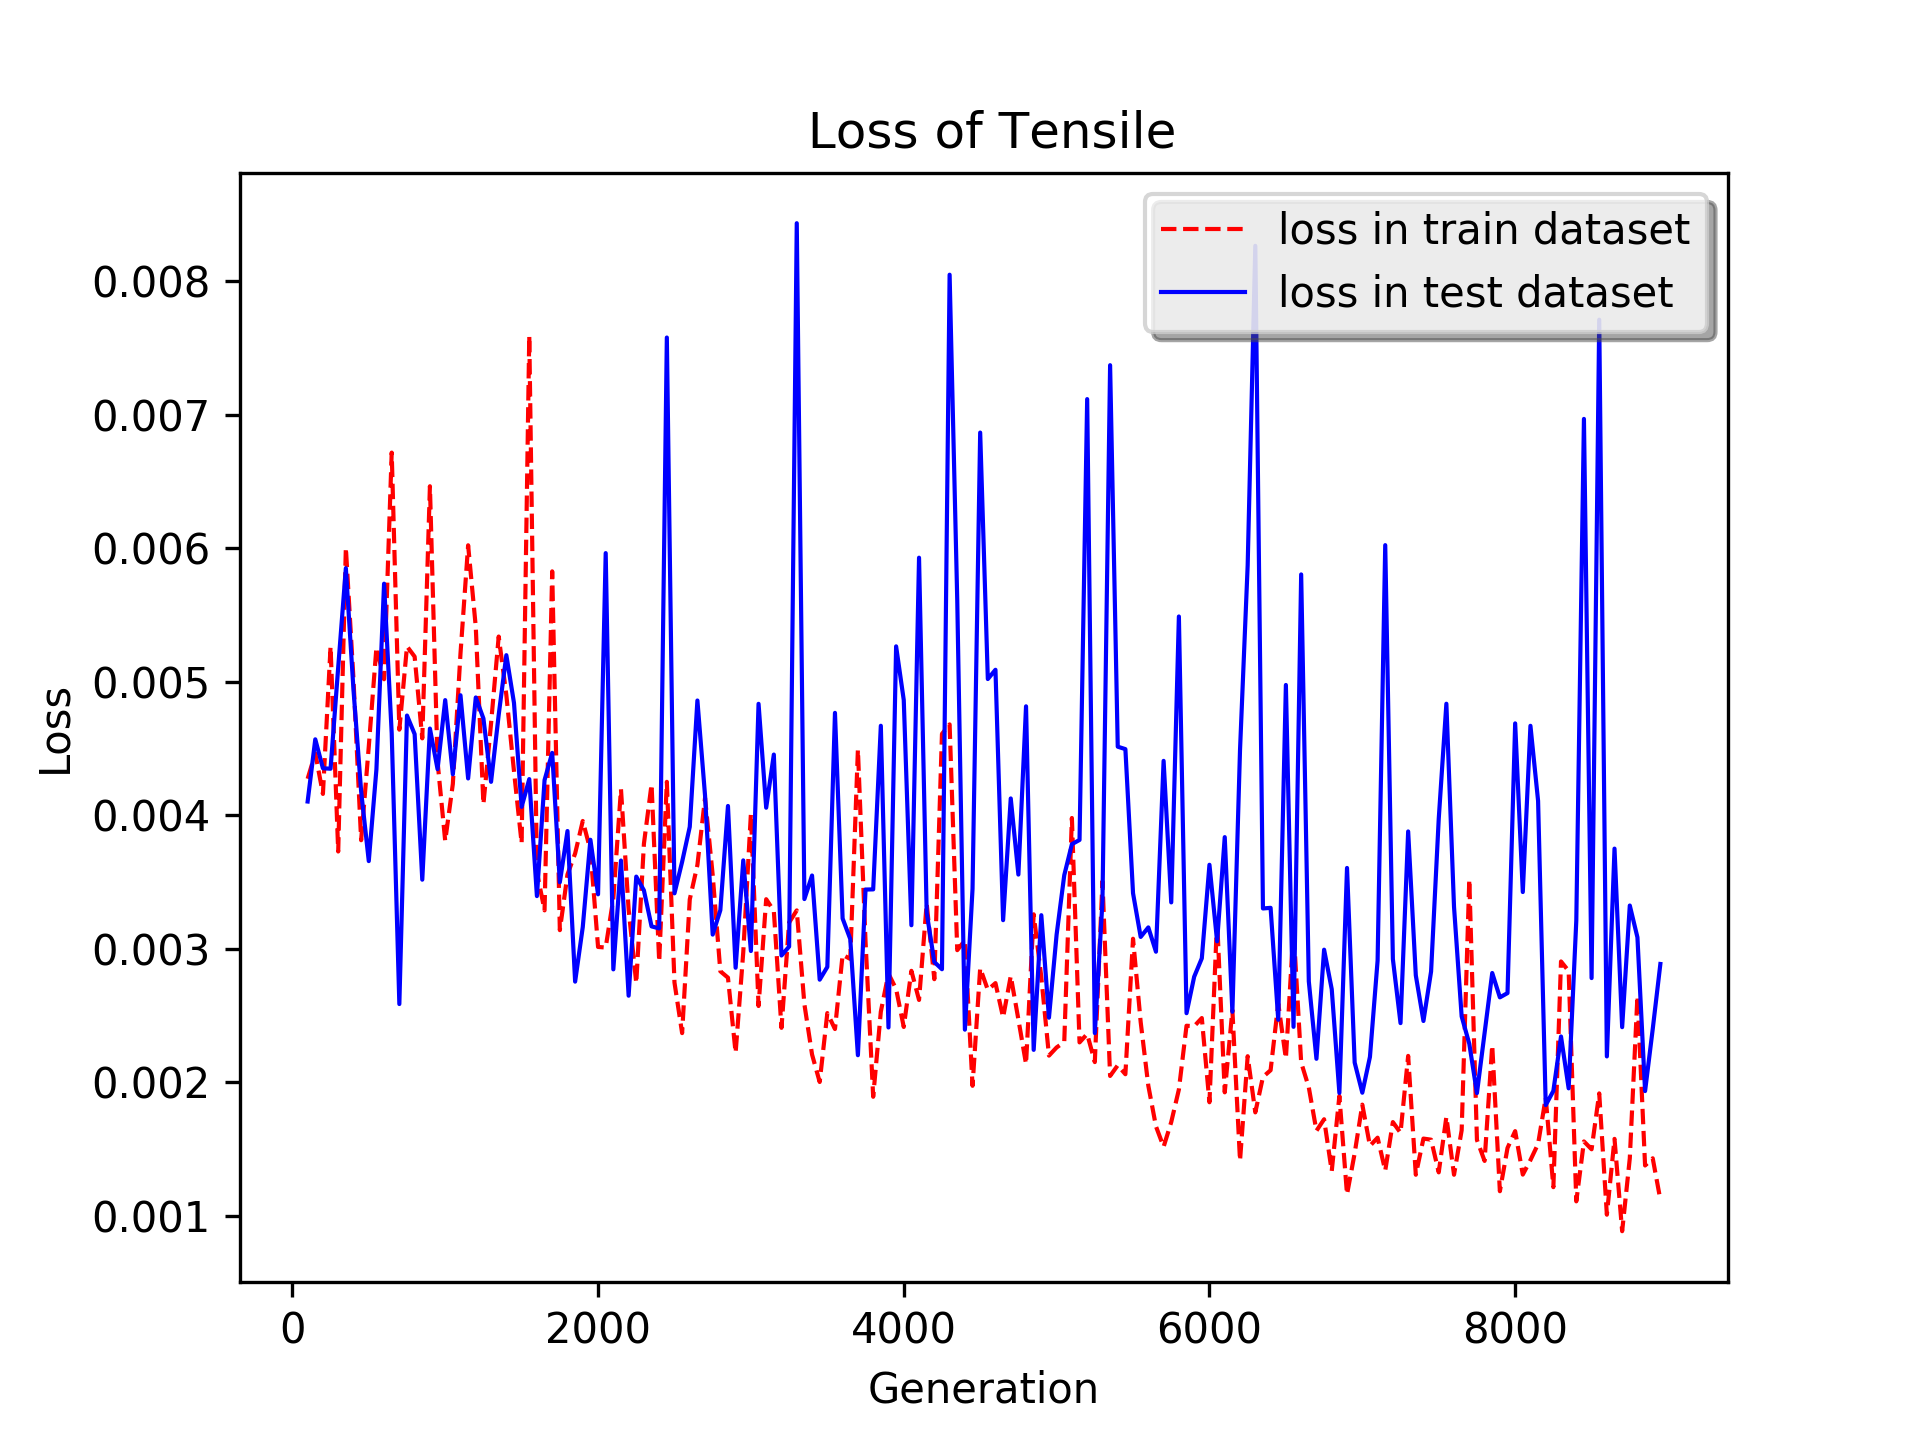 Loss of Tensile
loss in train dataset
loss in test dataset
0.008
0.007
0.006
0.005
0.004
0.003
0.002
0.001
Loss
0 2000 4000 6000 8000
Generation